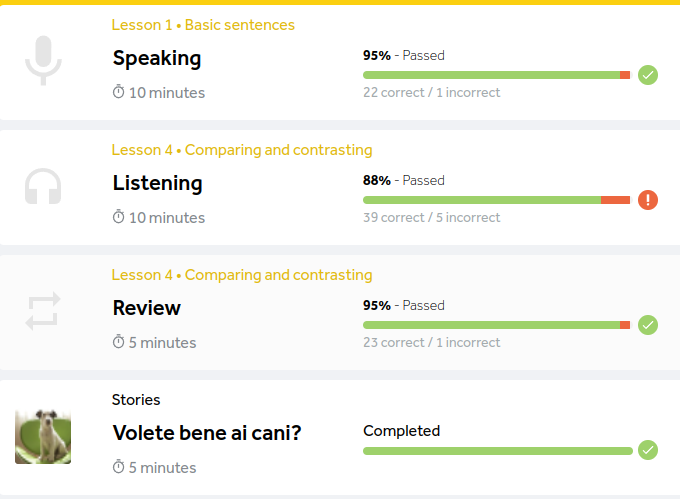 Lesson 1 • Basic sentences
Speaking
10 minutes
95% - Passed
22 correct / 1 incorrect
Lesson 4 • Comparing and contrasting
Listening
10 minutes
88% - Passed
39 correct / 5 incorrect
Lesson 4 • Comparing and contrasting
Review
5 minutes
95% - Passed
23 correct / 1 incorrect
Stories
Volete bene ai cani?
5 minutes
Completed